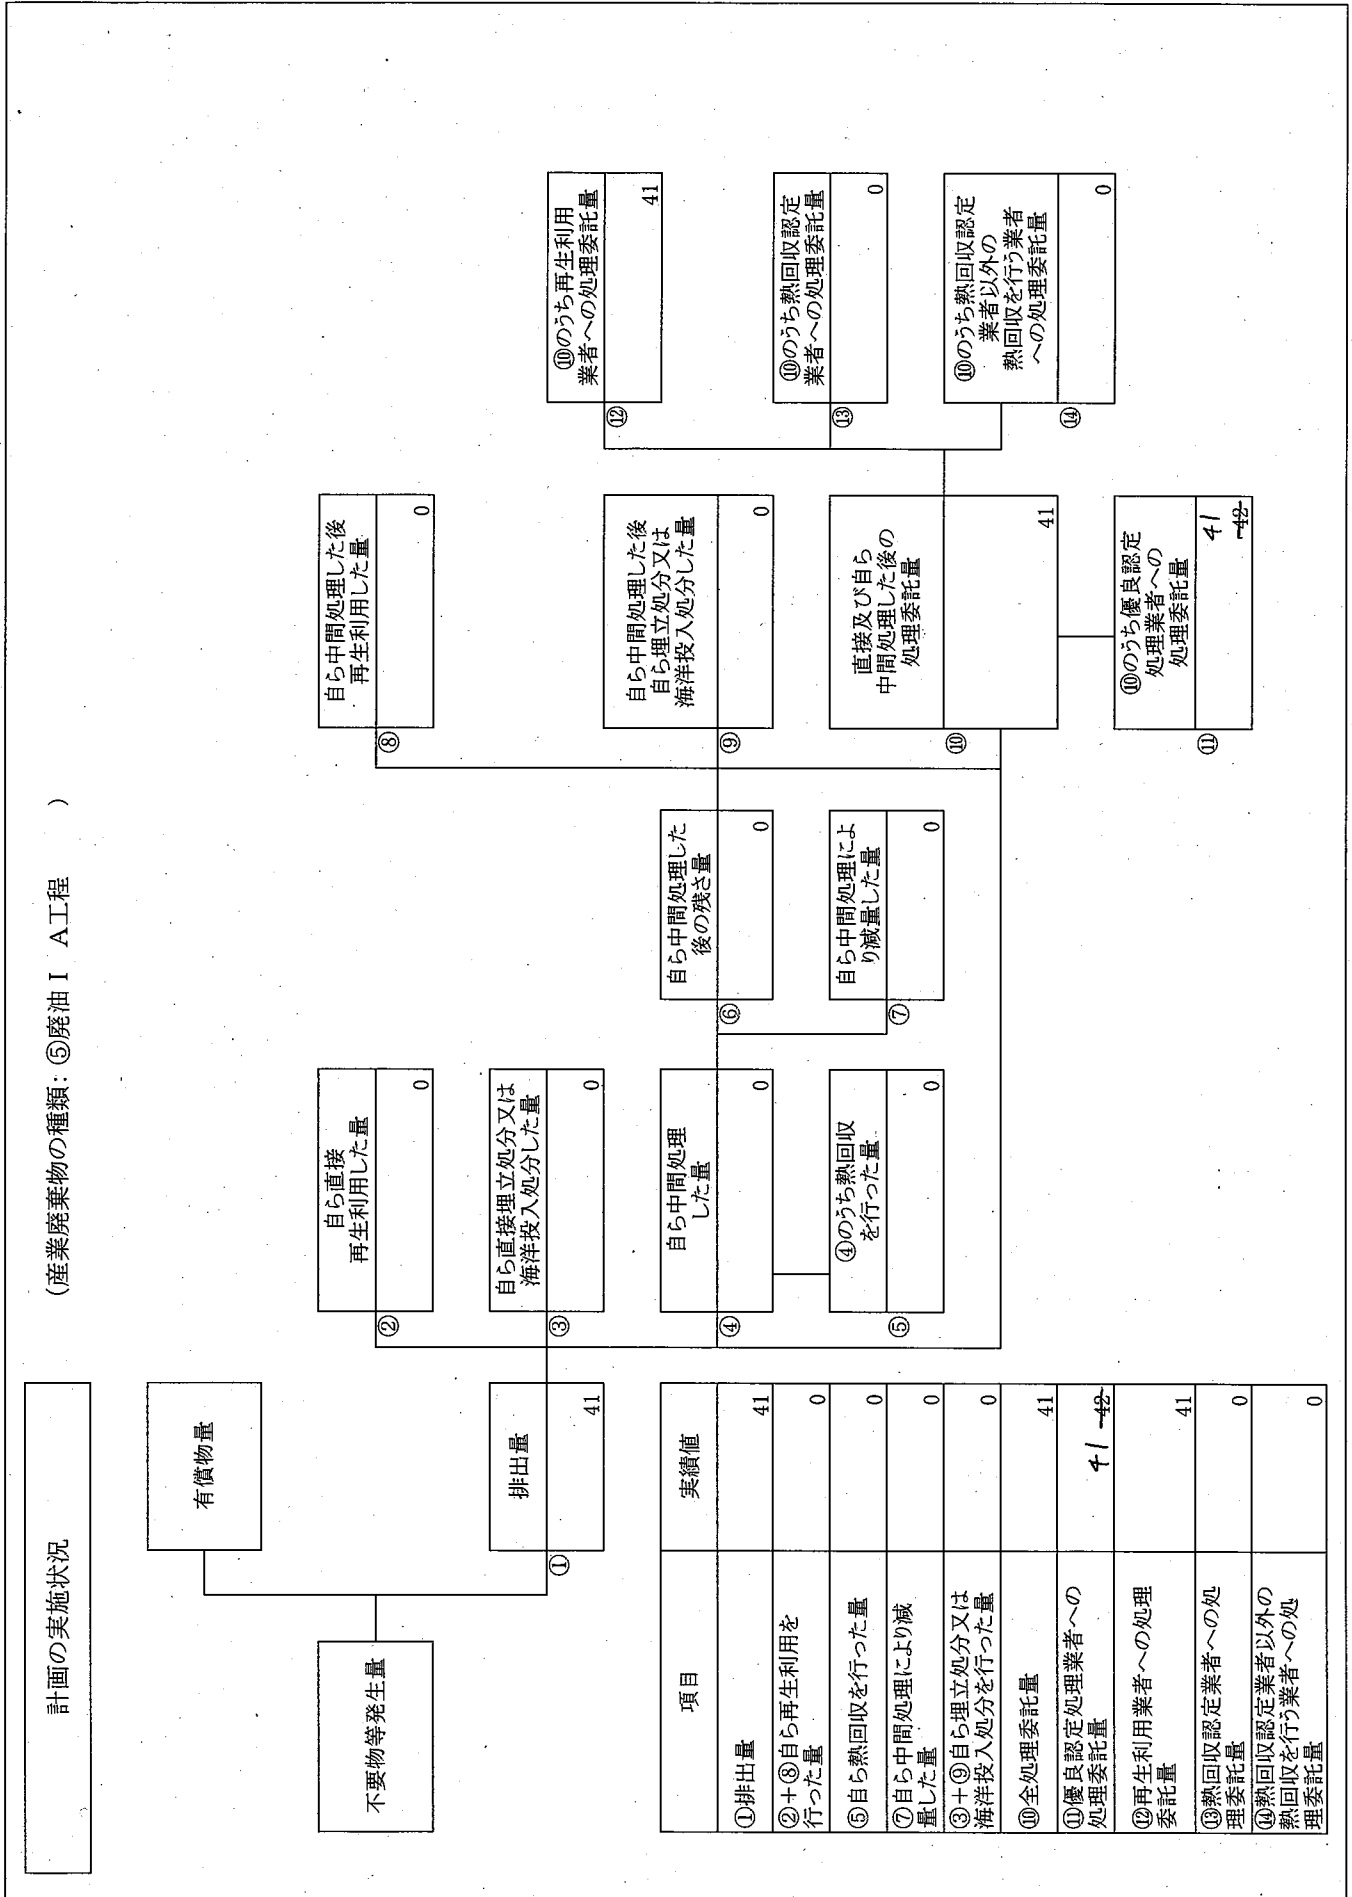 計画の実施状況
(産業廃棄物の種類：⑤廃油Ⅰ A工程 )
有償物量
不要物等発生量
①
排出量
41
②
自ら直接
再生利用した量
0
③
自ら直接埋立処分又は
海洋投入処分した量
0
④
自ら中間処理
した量
0
⑤
④のうち熱回収
を行った量
0
⑥
自ら中間処理した
後の残さ量
0
⑦
自ら中間処理によ
り減量した量
0
⑧
自ら中間処理した後
再生利用した量
0
⑨
自ら中間処理した後
自ら埋立処分又は
海洋投入処分した量
0
⑩
直接及び自ら
中間処理した後の
処理委託量
41
⑪
⑩のうち優良認定
処理業者への
処理委託量
41
42
⑫
⑩のうち再生利用
業者への処理委託量
41
⑬
⑩のうち熱回収認定
業者への処理委託量
0
⑭
⑩のうち熱回収認定
業者以外の
熱回収を行う業者
への処理委託量
0
項目 実績値
①排出量 41
②+⑧自ら再生利用を
行った量 0
⑤自ら熱回収を行った量 0
⑦自ら中間処理により減
量した量 0
③+⑨自ら埋立処分又は
海洋投入処分を行った量 0
⑩全処理委託量 41
⑪優良認定処理業者への
処理委託量 41 42
⑫再生利用業者への処理
委託量 41
⑬熱回収認定業者への処
理委託量 0
⑭熱回収認定業者以外の
熱回収を行う業者への処
理委託量 0